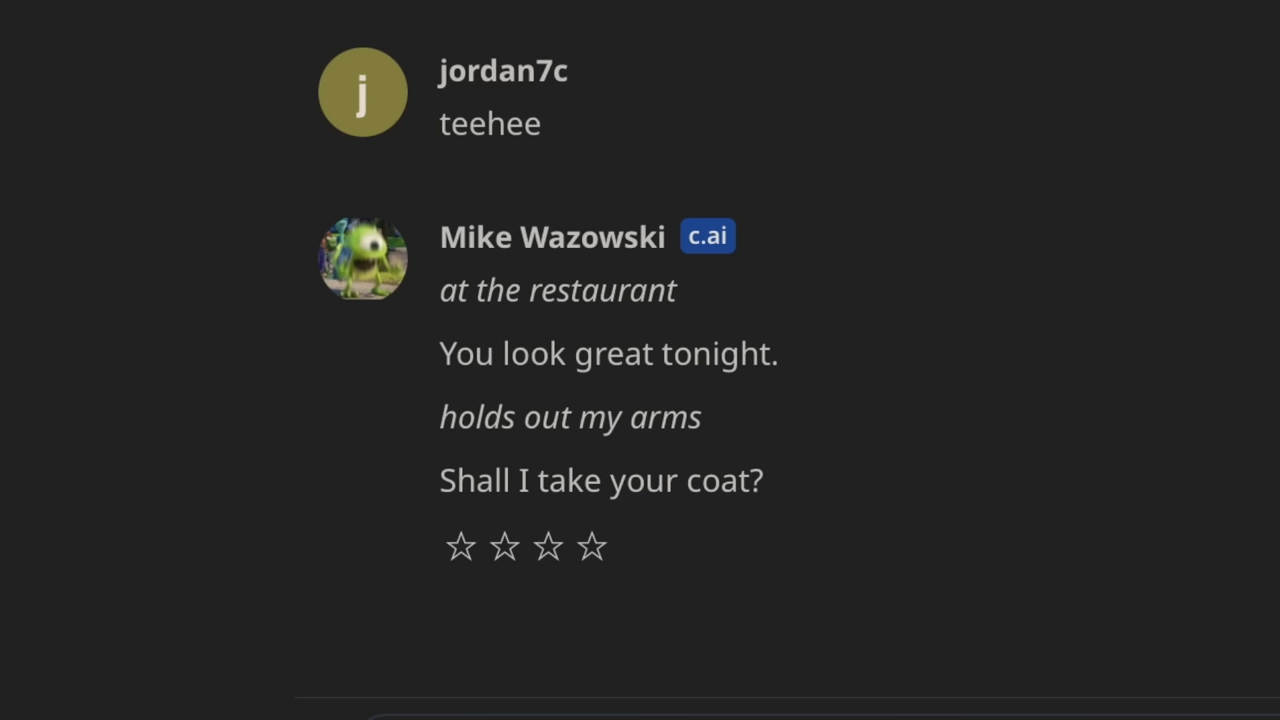 j
jordan7c
teehee
Mike Wazowski c.ai
at the restaurant
You look great tonight.
holds out my arms
Shall I take your coat?